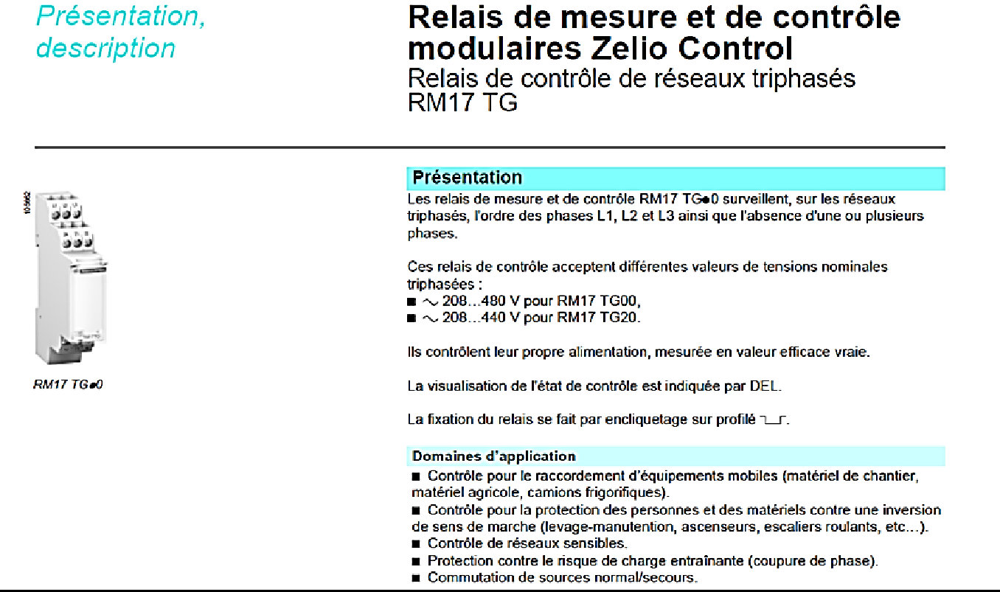 Présentation,
description
Relais de mesure et de contrôle
modulaires Zelio Control
Relais de contrôle de réseaux triphasés
RM17 TG
Présentation
Les relais de mesure et de contrôle RM17 TG●0 surveillent, sur les réseaux
triphasés, l'ordre des phases L1, L2 et L3 ainsi que l'absence d'une ou plusieurs
phases.
Ces relais de contrôle acceptent différentes valeurs de tensions nominales
triphasées :
■ ~ 208…480 V pour RM17 TG00,
■ ~ 208…440 V pour RM17 TG20.
Ils contrôlent leur propre alimentation, mesurée en valeur efficace vraie.
La visualisation de l'état de contrôle est indiquée par DEL.
La fixation du relais se fait par encliquetage sur profilé.
RM17 TG●0
Domaines d'application
■ Contrôle pour le raccordement d'équipements mobiles (matériel de chantier,
matériel agricole, camions frigorifiques).
■ Contrôle pour la protection des personnes et des matériels contre une inversion
de sens de marche (levage-manutention, ascenseurs, escaliers roulants, etc…).
■ Contrôle de réseaux sensibles.
■ Protection contre le risque de charge entraînante (coupure de phase).
■ Commutation de sources normal/secours.